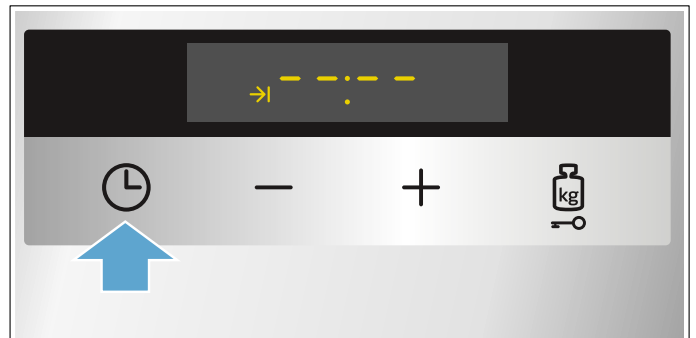 – –:– –
kg